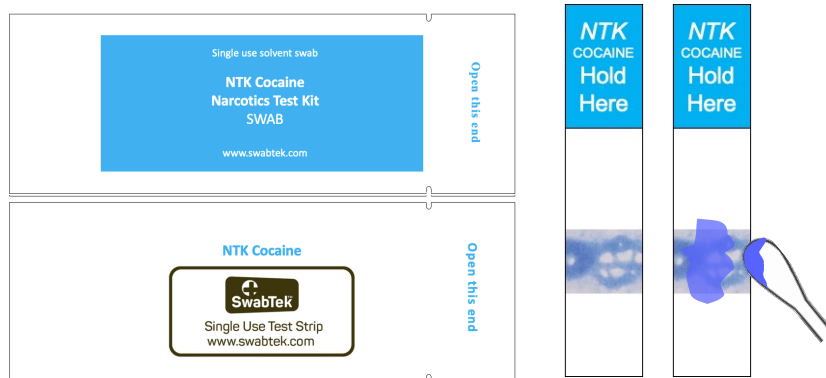 Single use solvent swab
NTK Cocaine
Narcotics Test Kit
SWAB
www.swabtek.com
Open this end
NTK Cocaine
SwabTek
Single Use Test Strip
www.swabtek.com
Open this end
NTK
COCAINE
Hold
Here
NTK
COCAINE
Hold
Here